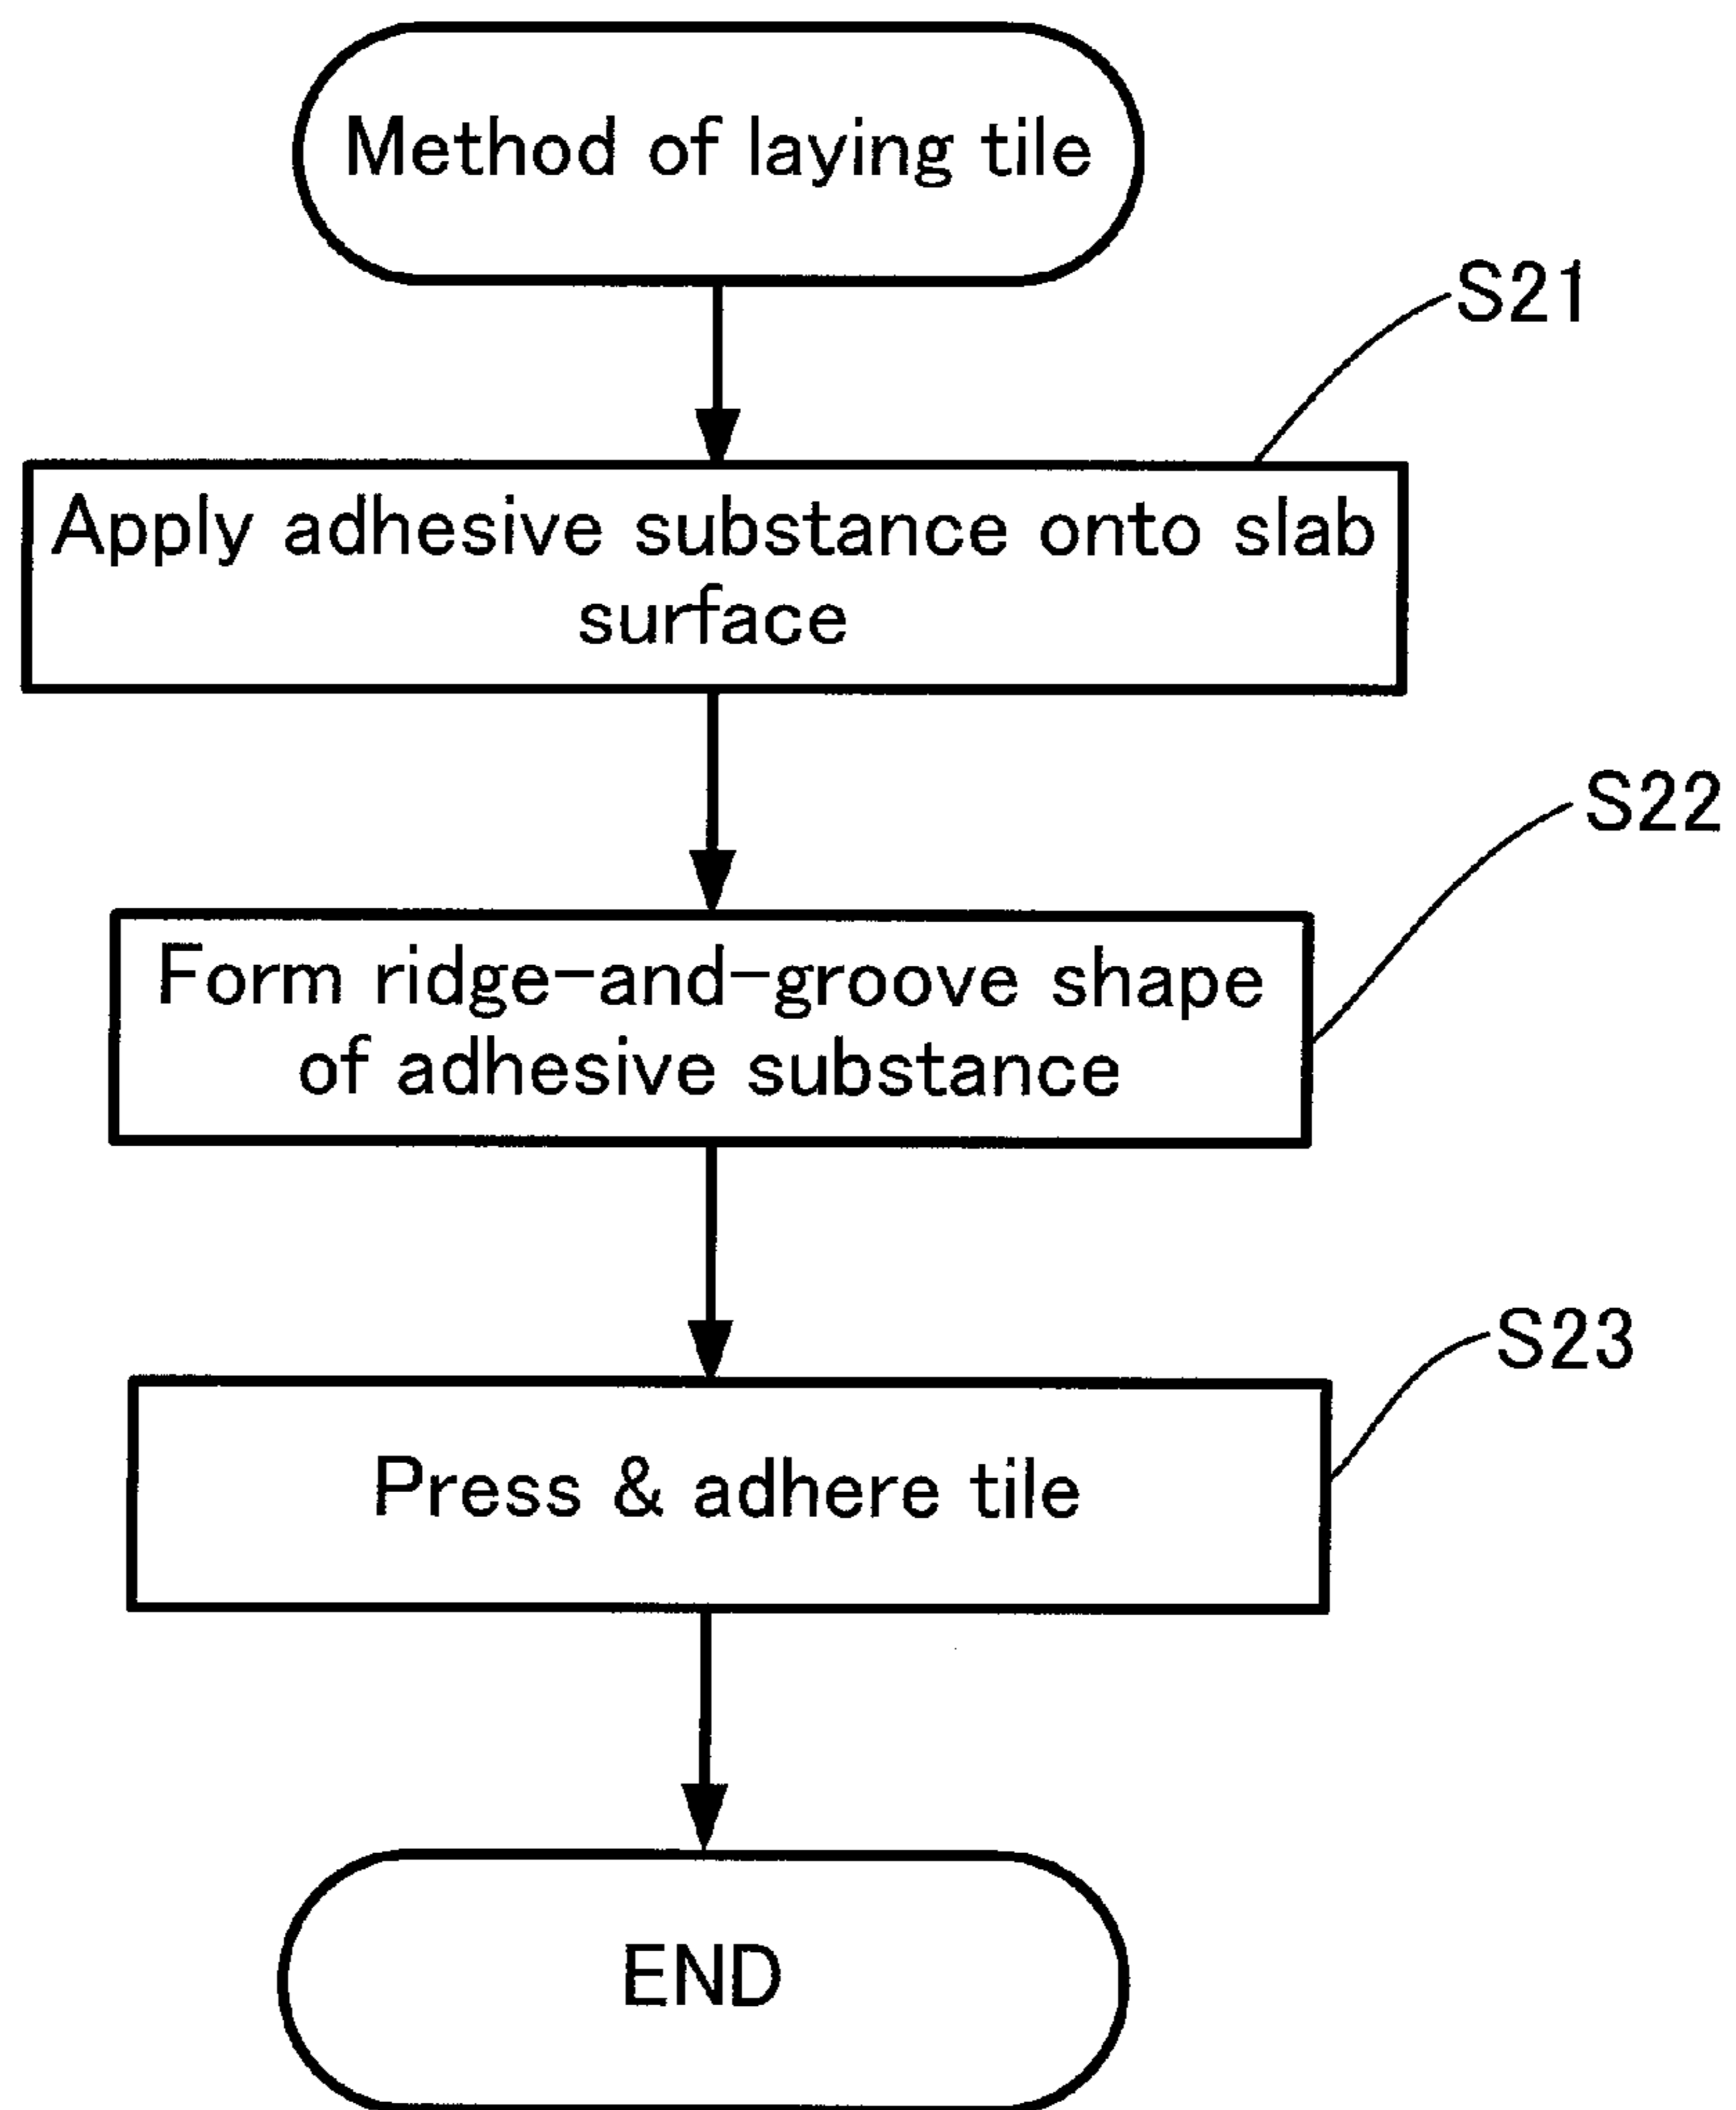 Method of laying tile
S21
Apply adhesive substance onto slab
surface
S22
Form ridge-and-groove shape
of adhesive substance
S23
Press & adhere tile
END